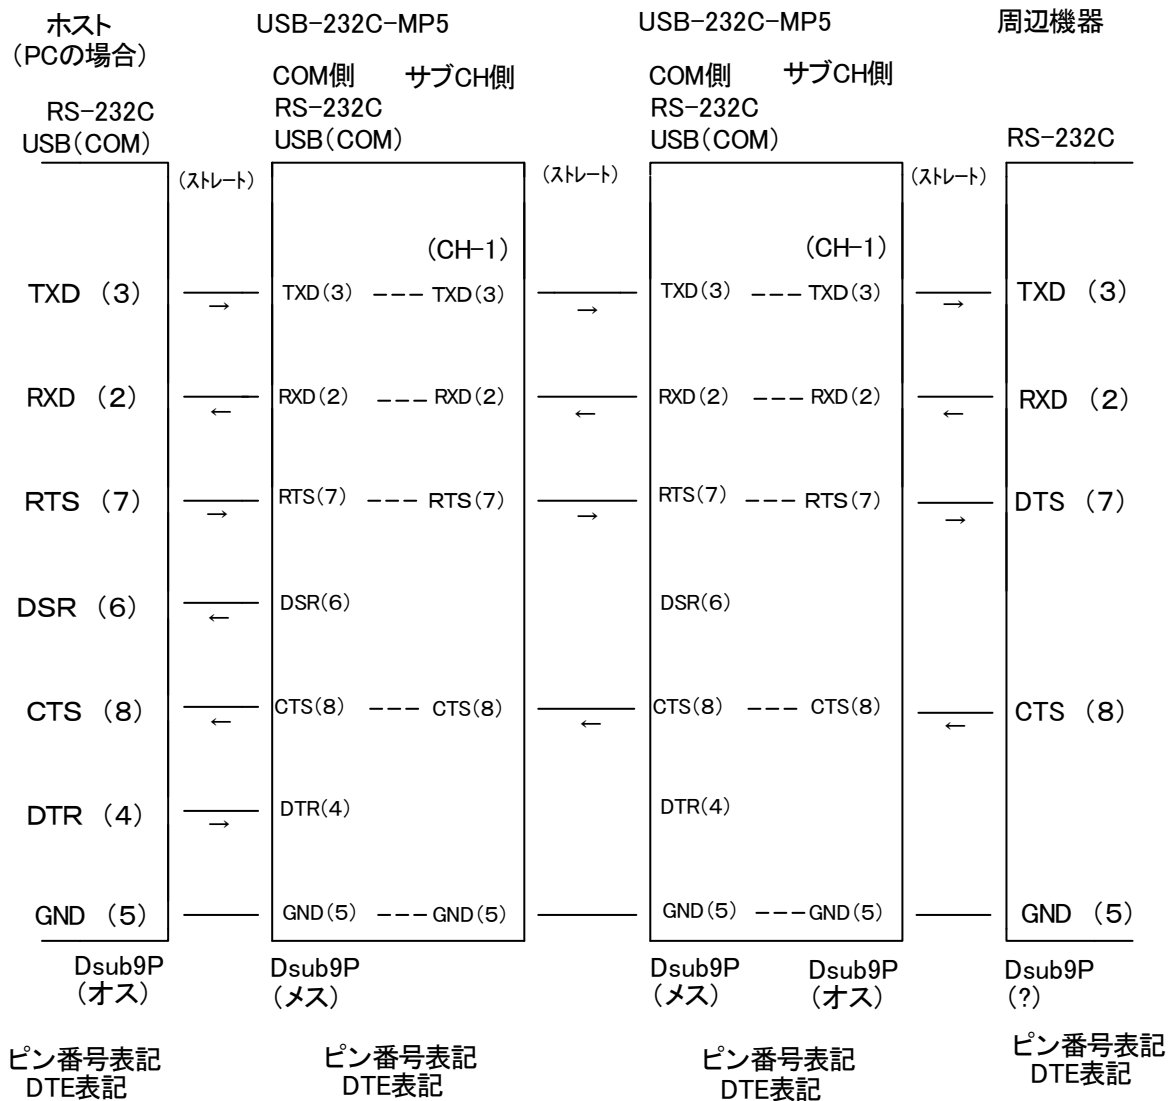 ホスト
（PCの場合）
USB-232C-MP5
USB-232C-MP5
周辺機器
COM側
サブCH側
COM側
サブCH側
RS-232C
USB（COM）
RS-232C
USB（COM）
RS-232C
USB（COM）
RS-232C
（ストレート）
（ストレート）
（ストレート）
（CH-1）
（CH-1）
TXD （3）
→
TXD（3） --- TXD（3）
→
TXD（3） --- TXD（3）
→
TXD （3）
RXD （2）
←
RXD（2） --- RXD（2）
←
RXD（2） --- RXD（2）
←
RXD （2）
RTS （7）
→
RTS（7） --- RTS（7）
→
RTS（7） --- RTS（7）
→
DTS （7）
DSR （6）
←
DSR（6）
DSR（6）
CTS （8）
←
CTS（8） --- CTS（8）
←
CTS（8） --- CTS（8）
←
CTS （8）
DTR （4）
→
DTR（4）
DTR（4）
GND （5）
GND（5） --- GND（5）
GND（5） --- GND（5）
GND （5）
Dsub9P
（オス）
Dsub9P
（メス）
Dsub9P
（メス）
Dsub9P
（オス）
Dsub9P
（?）
ピン番号表記
DTE表記
ピン番号表記
DTE表記
ピン番号表記
DTE表記
ピン番号表記
DTE表記